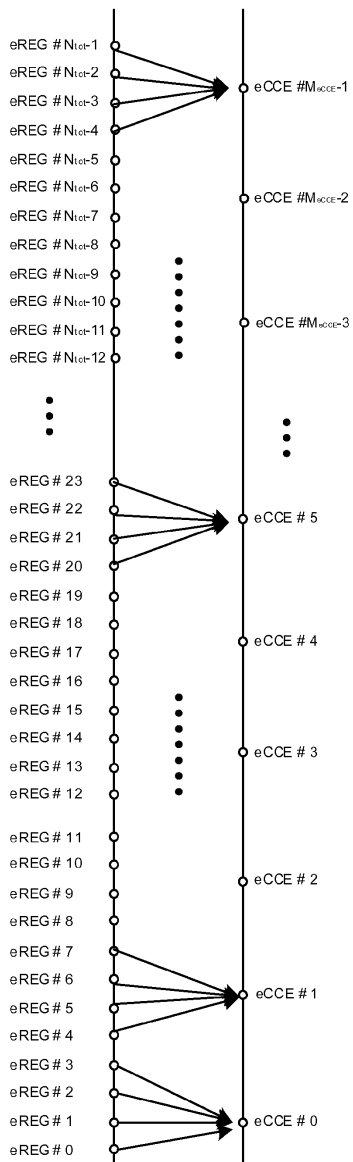 eREG # Ntot-1
eREG # Ntot-2
eCCE #MeCCE-1
eREG # Ntot-3
eREG # Ntot-4
eREG # Ntot-5
eREG # Ntot-6
eCCE #MeCCE-2
eREG # Ntot-7
eREG # Ntot-8
eREG # Ntot-9
eREG # Ntot-10
eCCE #MeCCE-3
eREG # Ntot-11
eREG # Ntot-12
eREG # 23
eREG # 22
eCCE # 5
eREG # 21
eREG # 20
eREG # 19
eREG # 18
eCCE # 4
eREG # 17
eREG # 16
eREG # 15
eREG # 14
eCCE # 3
eREG # 13
eREG # 12
eREG # 11
eREG # 10
eCCE # 2
eREG # 9
eREG # 8
eREG # 7
eREG # 6
eCCE # 1
eREG # 5
eREG # 4
eREG # 3
eREG # 2
eREG # 1
eCCE # 0
eREG # 0